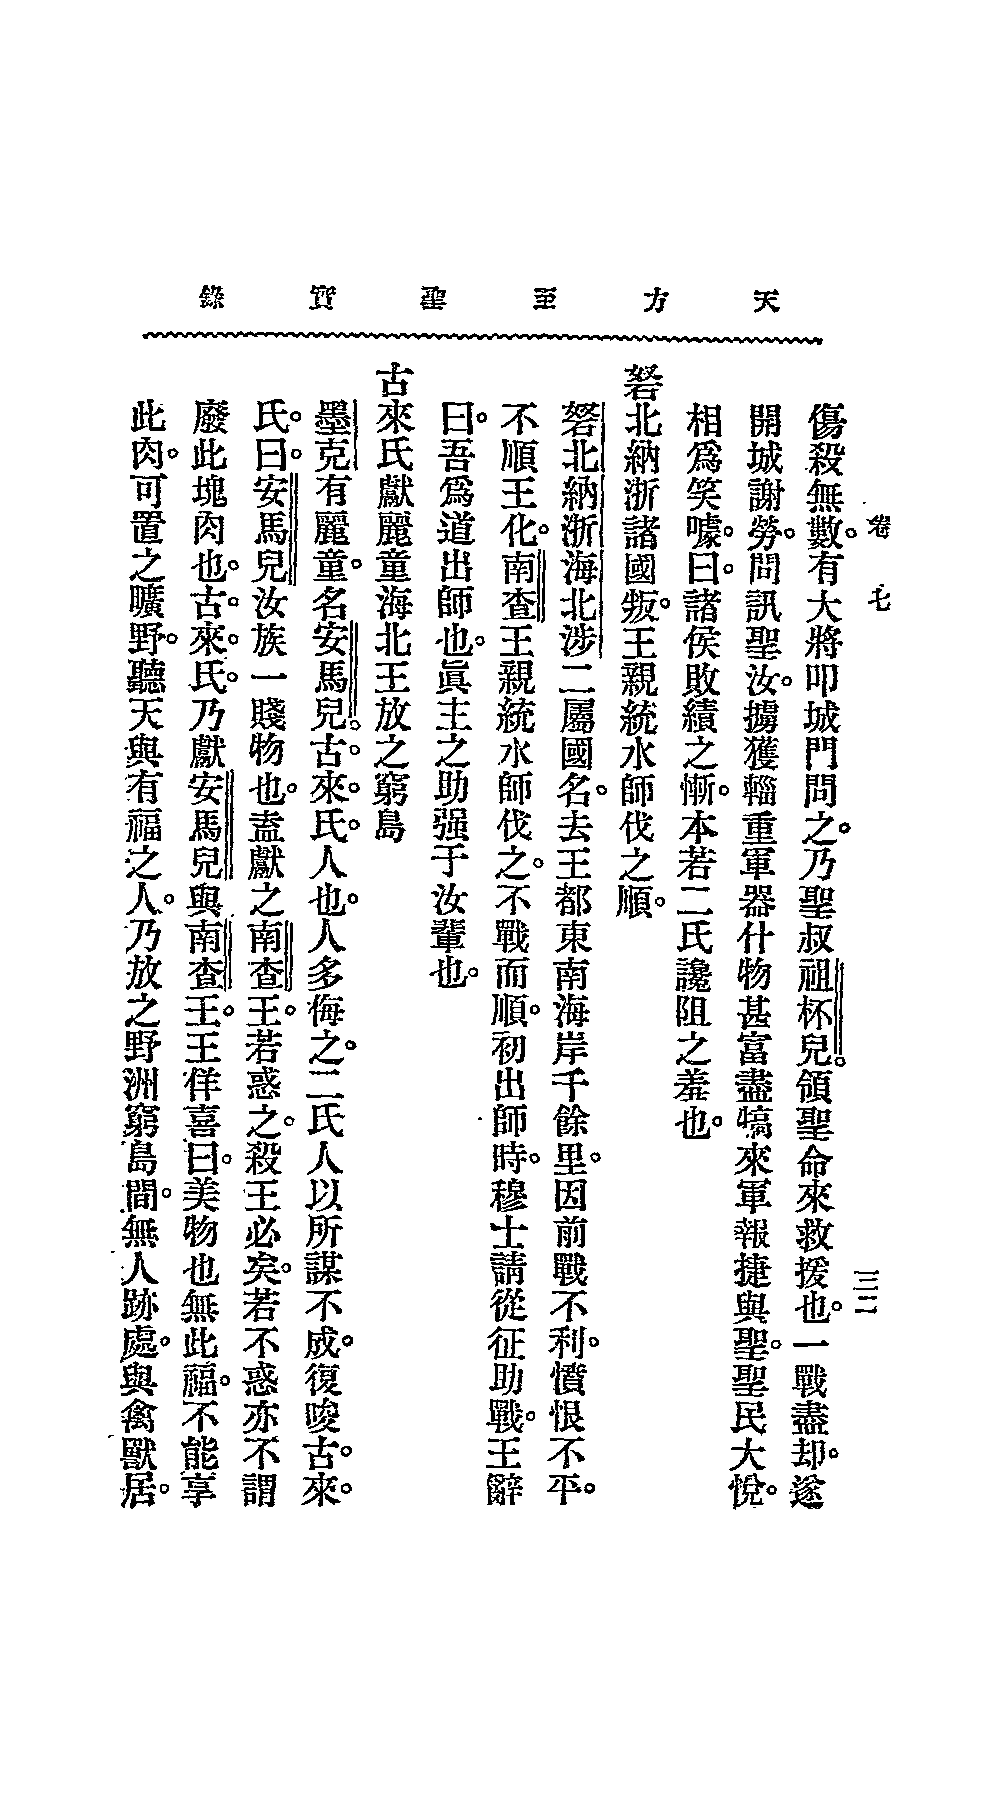 天方至聖實錄
卷七
三二
傷殺無數。有大將叩城門問之。乃聖叔祖杯兒。領聖命來救援也。一戰盡却。遂
開城謝勞。問訊聖汝。擄獲輜重軍器什物甚富盡犒來軍報捷與聖。聖民大悅。
相爲笑噱。曰。諸侯敗績之慚。本若二氏讒阻之羞也。
砮北納浙諸國叛。王親統水師伐之順。
砮北納浙海北涉二屬國名。去王都東南海岸千餘里。因前戰不利。憤恨不平。
不順王化。南查王親統水師伐之。不戰而順。初出師時。穆士請從征助戰。王辭
曰。吾爲道出師也。眞主之助强于汝輩也。
古來氏獻麗童海北王放之窮島
墨克有麗童。名安馬兒。古。來。氏。人也。人多侮之。二氏人以所謀不成。復唆古。來。
氏。曰。安馬兒汝族一賤物也。盍獻之南查王。若惑之。殺王必矣。若不惑亦不謂
廢此塊肉也。古。來。氏。乃獻安馬兒與南查王。王佯喜曰。美物也無此福。不能享
此肉。可置之曠野。聽天與有福之人。乃放之野洲窮島間。無人跡處。與禽獸居。